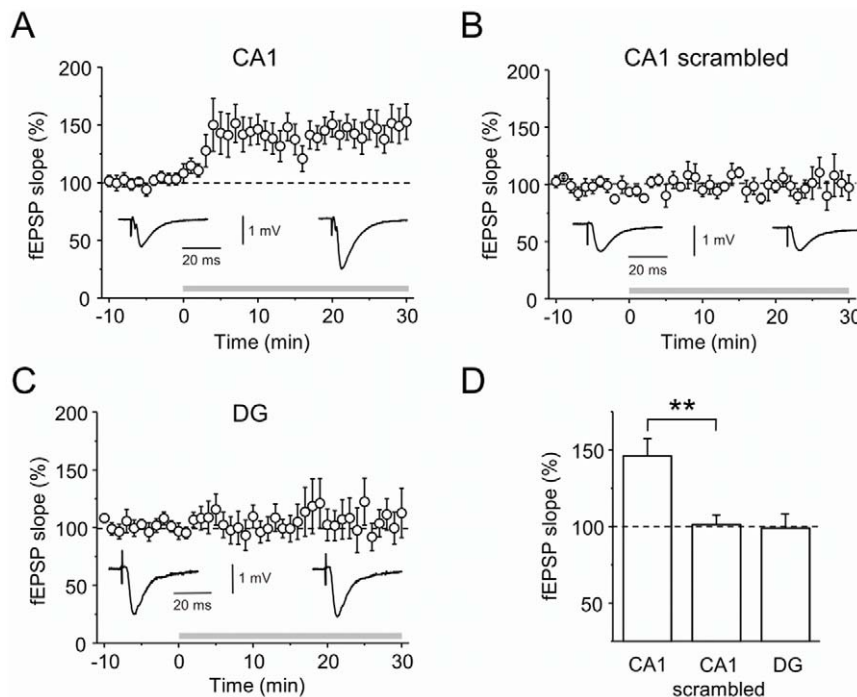 A
CA1
fEPSP slope (%)
200
150
100
50
0
20 ms
1 mV
-10 0 10 20 30
Time (min)
B
CA1 scrambled
fEPSP slope (%)
200
150
100
50
0
20 ms
1 mV
-10 0 10 20 30
Time (min)
C
DG
fEPSP slope (%)
200
150
100
50
0
20 ms
1 mV
-10 0 10 20 30
Time (min)
D
**
fEPSP slope (%)
150
100
50
CA1 CA1 DG
scrambled